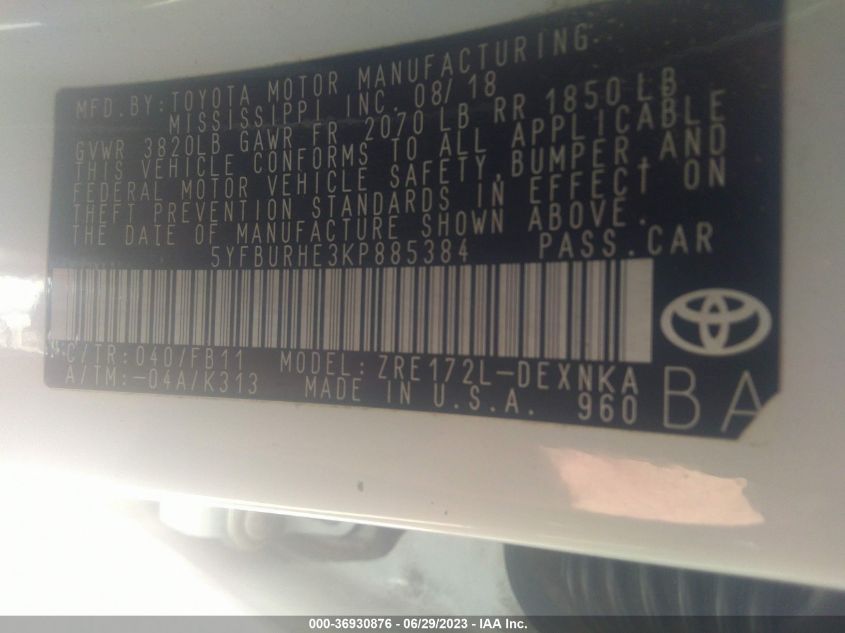 MFD.BY:TOYOTA MOTOR MANUFACTURING
MISSISSIPPI INC. 08/18
GVWR 3820LB GAWR FR 2070 LB RR 1850 LB
THIS VEHICLE CONFORMS TO ALL APPLICABLE
FEDERAL MOTOR VEHICLE SAFETY,BUMPER,AND
THEFT PREVENTION STANDARDS IN EFFECT ON
THE DATE OF MANUFACTURE SHOWN ABOVE.
5YFBURHE3KP885384 PASS.CAR
C/TR:040/FB11 MODEL:ZRE172L-DEXNKA
A/TM:-04A/K313 MADE IN U.S.A. 960
BA
000-36930876 - 06/29/2023 - © IAA, Inc.